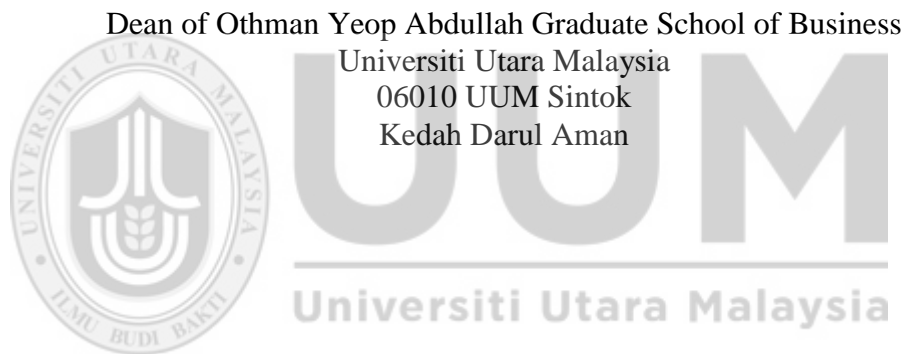 Dean of Othman Yeop Abdullah Graduate School of Business
Universiti Utara Malaysia
06010 UUM Sintok
Kedah Darul Aman
UNIVERSITI UTARA MALAYSIA
ILMU BUDI BAKTI
UUM
Universiti Utara Malaysia